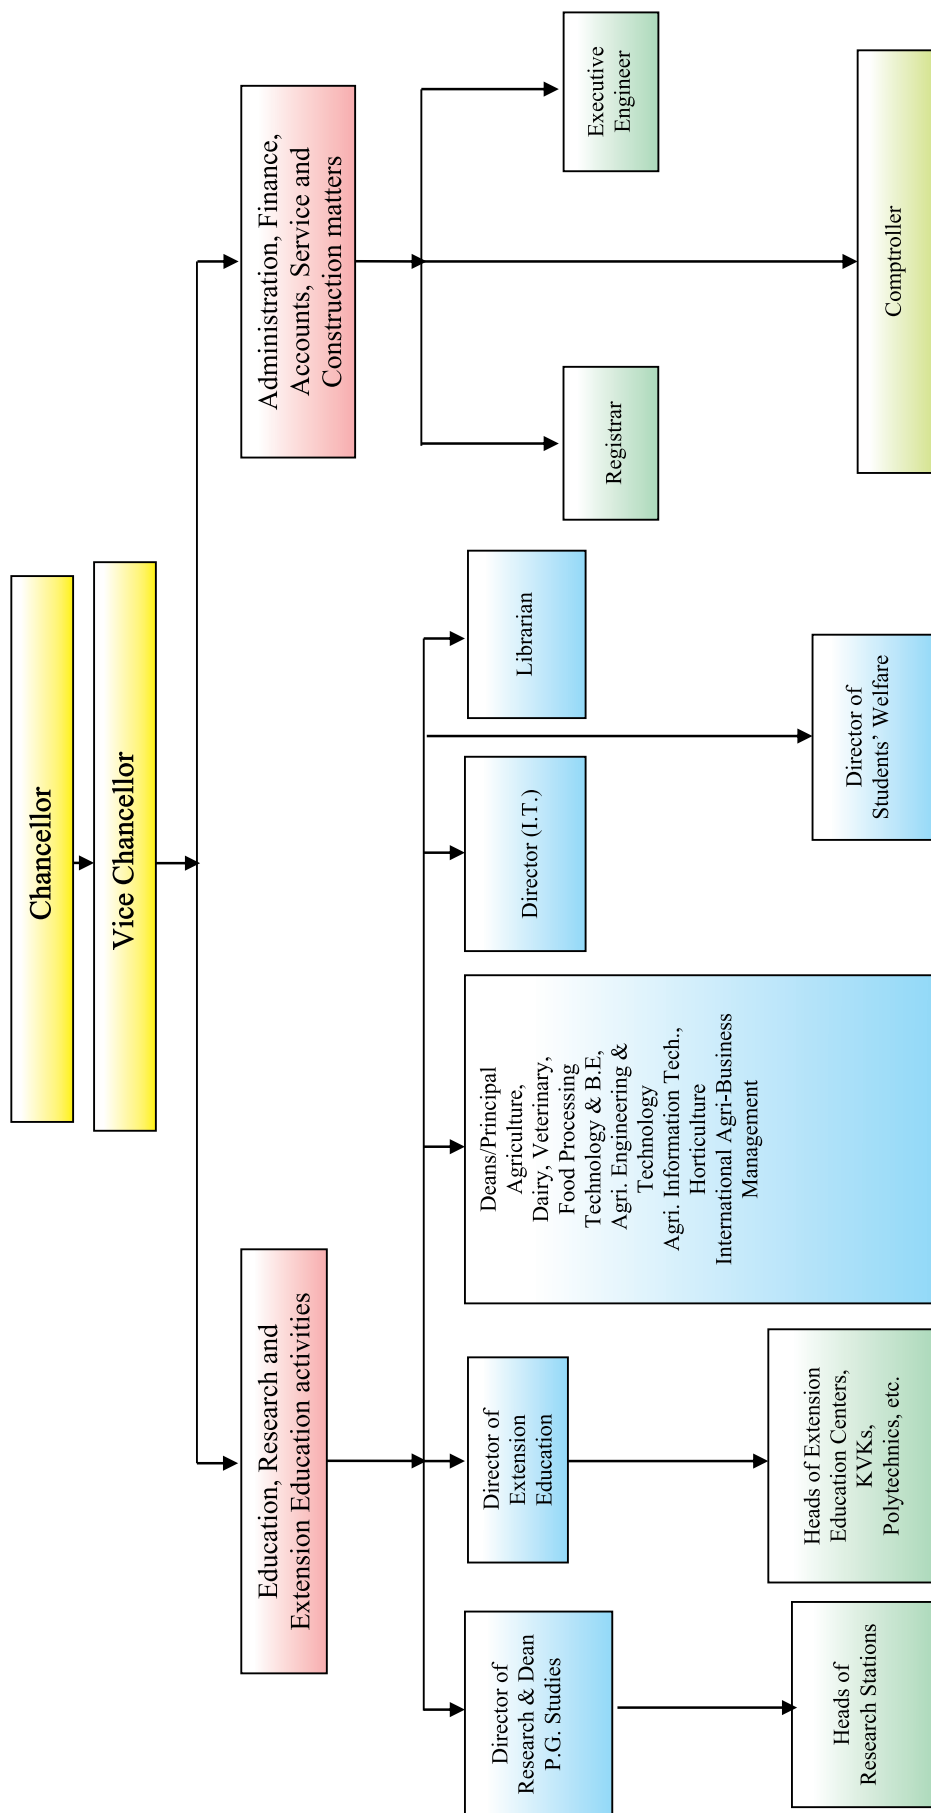 Chancellor
Vice Chancellor
Education, Research and
Extension Education activities
Administration, Finance,
Accounts, Service and
Construction matters
Director of
Research & Dean
P.G. Studies
Director of
Extension
Education
Deans/Principal
Agriculture,
Dairy, Veterinary,
Food Processing
Technology & B.E,
Agri. Engineering &
Technology
Agri. Information Tech.,
Horticulture
International Agri-Business
Management
Director (I.T.)
Librarian
Registrar
Executive
Engineer
Heads of
Research Stations
Heads of Extension
Education Centers,
KVKs,
Polytechnics, etc.
Director of
Students’ Welfare
Comptroller